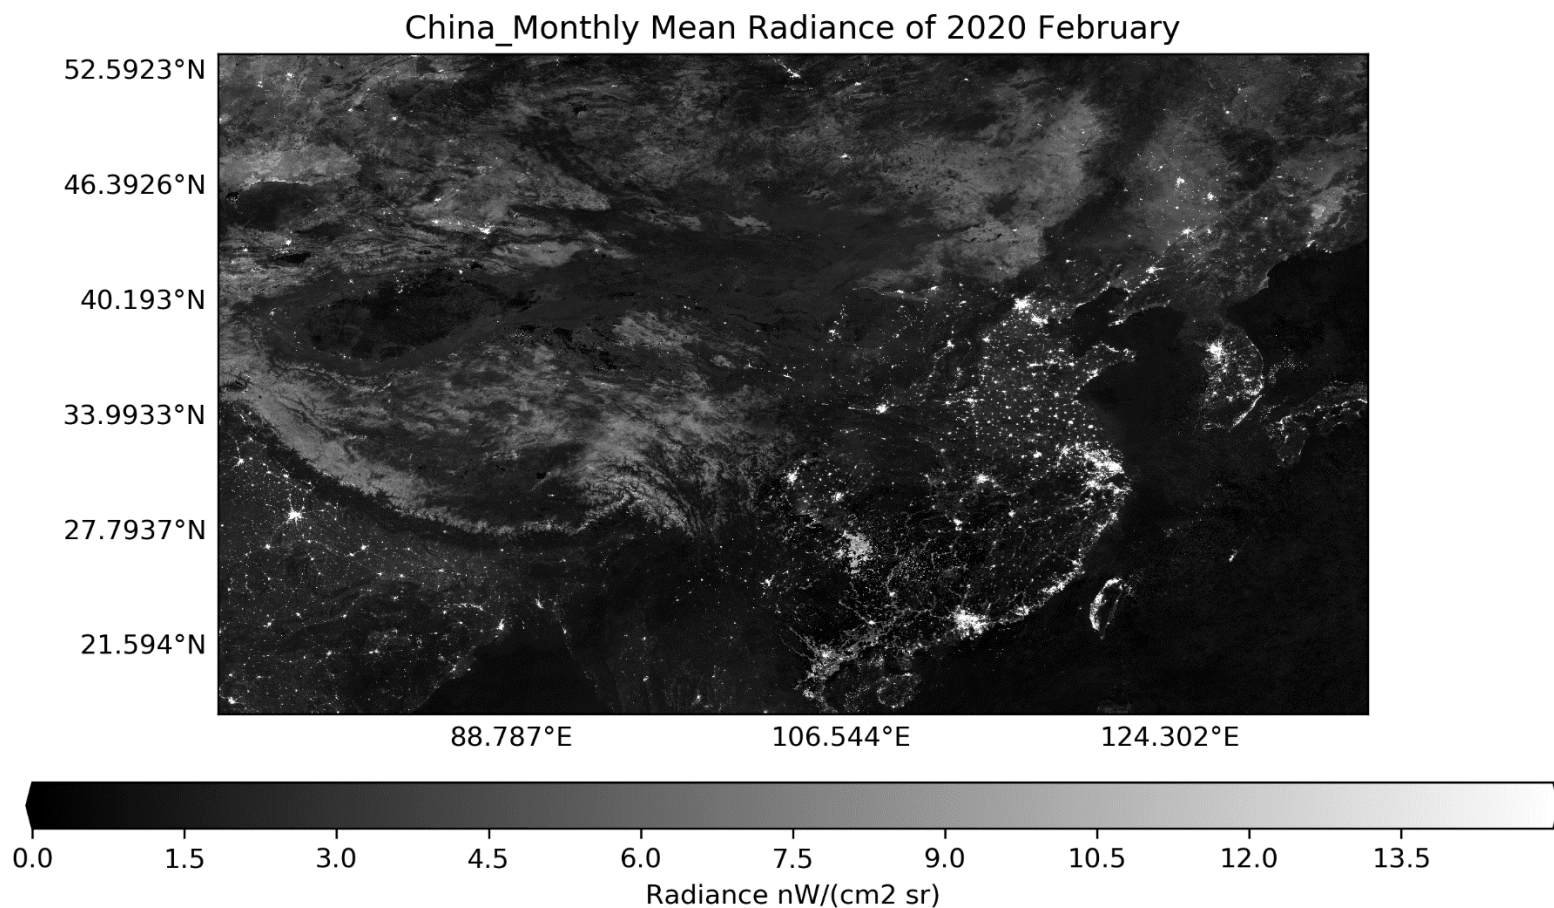 China_Monthly Mean Radiance of 2020 February
52.5923°N
46.3926°N
40.193°N
33.9933°N
27.7937°N
21.594°N
88.787°E 106.544°E 124.302°E
0.0 1.5 3.0 4.5 6.0 7.5 9.0 10.5 12.0 13.5
Radiance nW/(cm2 sr)